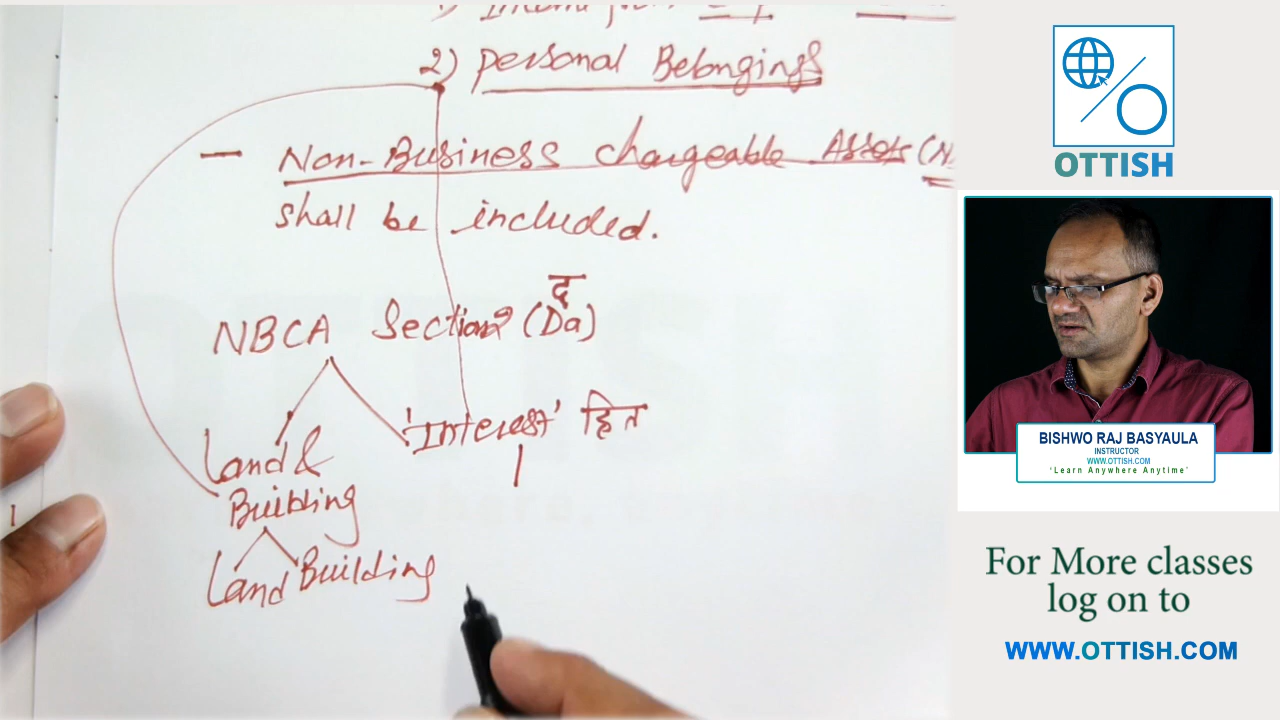 2) Personal Belongings
— Non-Business chargeable Assets (N
shall be included.
द
NBCA Section2 (Da)
'Interest' हित
Land &
Building
Land Building
OTTISH
BISHWO RAJ BASYAULA
INSTRUCTOR
WWW.OTTISH.COM
'Learn Anywhere Anytime'
For More classes
log on to
WWW.OTTISH.COM